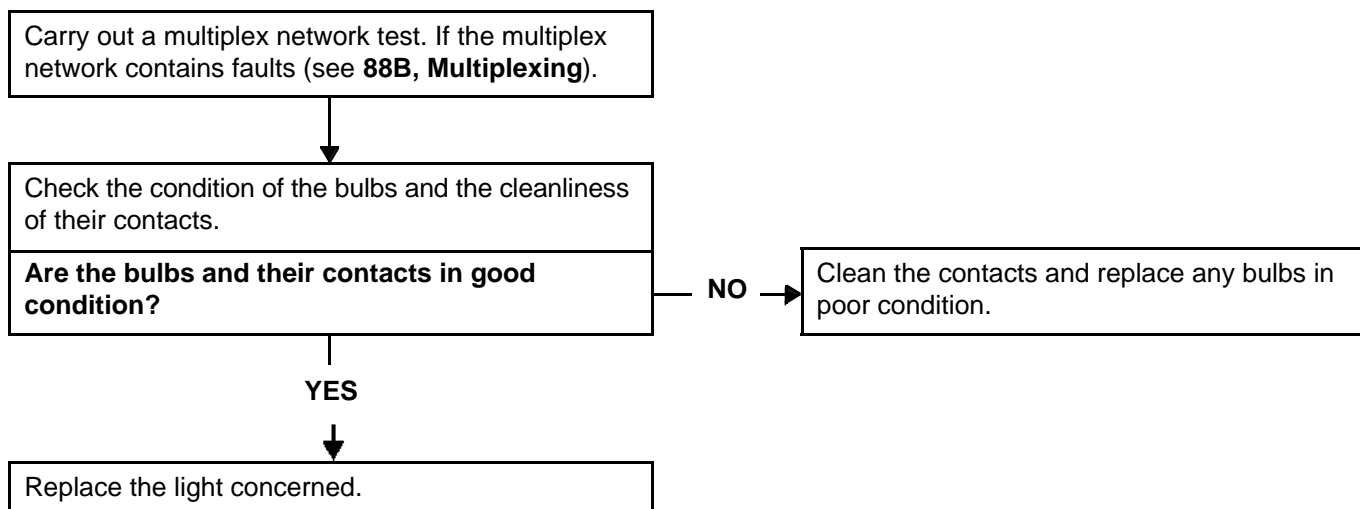 Carry out a multiplex network test. If the multiplex
network contains faults (see 88B, Multiplexing).
Check the condition of the bulbs and the cleanliness
of their contacts.
Are the bulbs and their contacts in good
condition?
NO
Clean the contacts and replace any bulbs in
poor condition.
YES
Replace the light concerned.